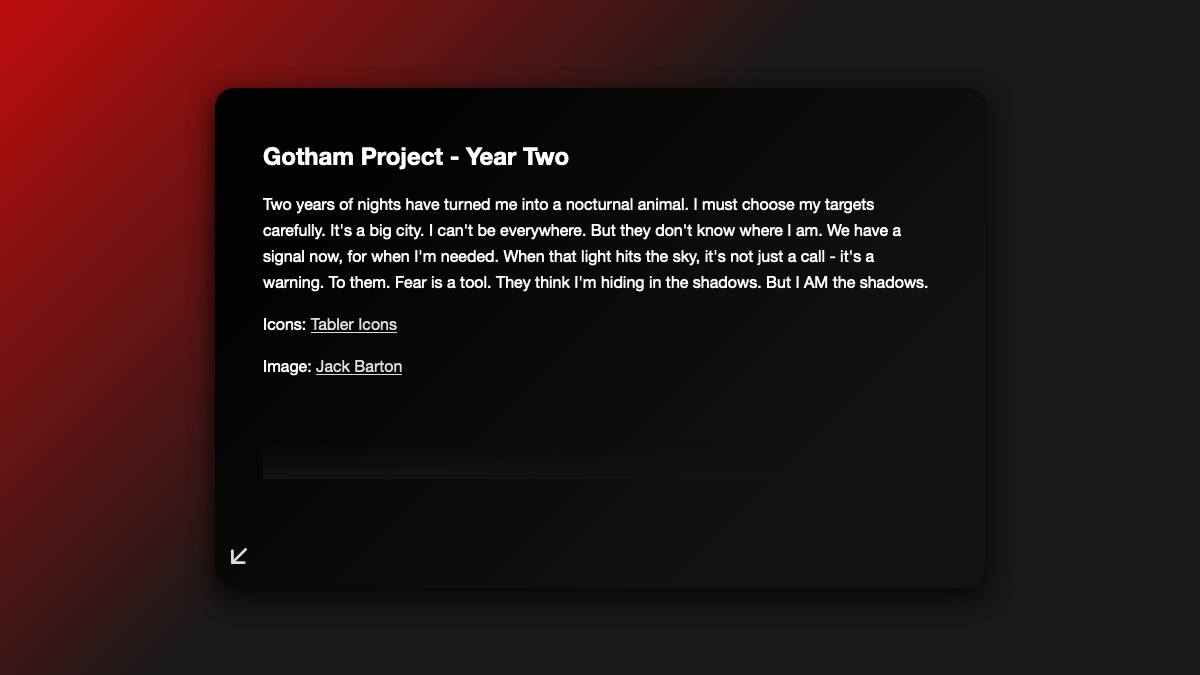 Gotham Project - Year Two
Two years of nights have turned me into a nocturnal animal. I must choose my targets
carefully. It's a big city. I can't be everywhere. But they don't know where I am. We have a
signal now, for when I'm needed. When that light hits the sky, it's not just a call - it's a
warning. To them. Fear is a tool. They think I'm hiding in the shadows. But I AM the shadows.
Icons: Tabler Icons
Image: Jack Barton